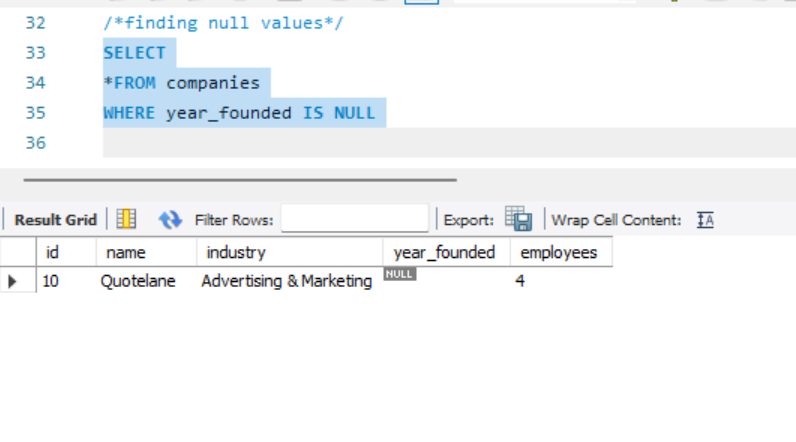 32 /*finding null values*/
33 SELECT
34 *FROM companies
35 WHERE year_founded IS NULL
36
Result Grid Filter Rows: Export: Wrap Cell Content: IA
id name industry year_founded employees
10 Quotelane Advertising & Marketing NULL 4